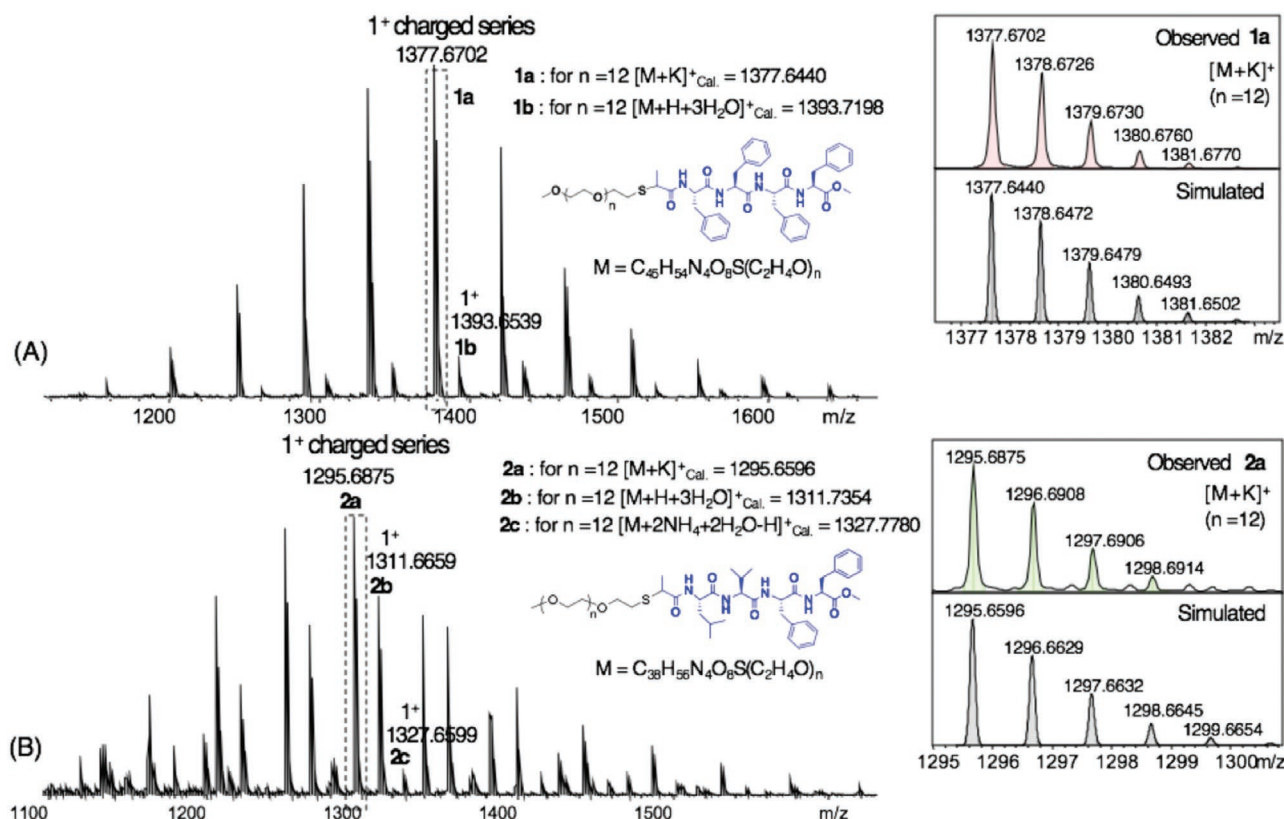 1⁺ charged series
1377.6702
1a
1a : for n =12 [M+K]⁺Cal. = 1377.6440
1b : for n =12 [M+H+3H₂O]⁺Cal. = 1393.7198
O
O
n
S
O
H
N
O
N
H
O
H
N
O
N
H
O
O
M = C₄₅H₅₄N₄O₈S(C₂H₄O)ₙ
1⁺
1393.6539
1b
(A)
1200 1300 1400 1500 1600 m/z
1377.6702
Observed 1a
1378.6726
[M+K]⁺
(n =12)
1379.6730
1380.6760
1381.6770
1377.6440
Simulated
1378.6472
1379.6479
1380.6493
1381.6502
1377 1378 1379 1380 1381 1382 m/z
1⁺ charged series
1295.6875
2a
2a : for n =12 [M+K]⁺Cal. = 1295.6596
2b : for n =12 [M+H+3H₂O]⁺Cal. = 1311.7354
2c : for n =12 [M+2NH₄+2H₂O-H]⁺Cal. = 1327.7780
1⁺
1311.6659
2b
O
n
O
S
O
H
N
O
N
H
O
H
N
O
N
H
O
O
M = C₃₈H₅₆N₄O₈S(C₂H₄O)ₙ
1⁺
1327.6599
2c
(B)
1100 1200 1300 1400 1500 m/z
1295.6875
Observed 2a
1296.6908
[M+K]⁺
(n =12)
1297.6906
1298.6914
1295.6596
Simulated
1296.6629
1297.6632
1298.6645
1299.6654
1295 1296 1297 1298 1299 1300 m/z